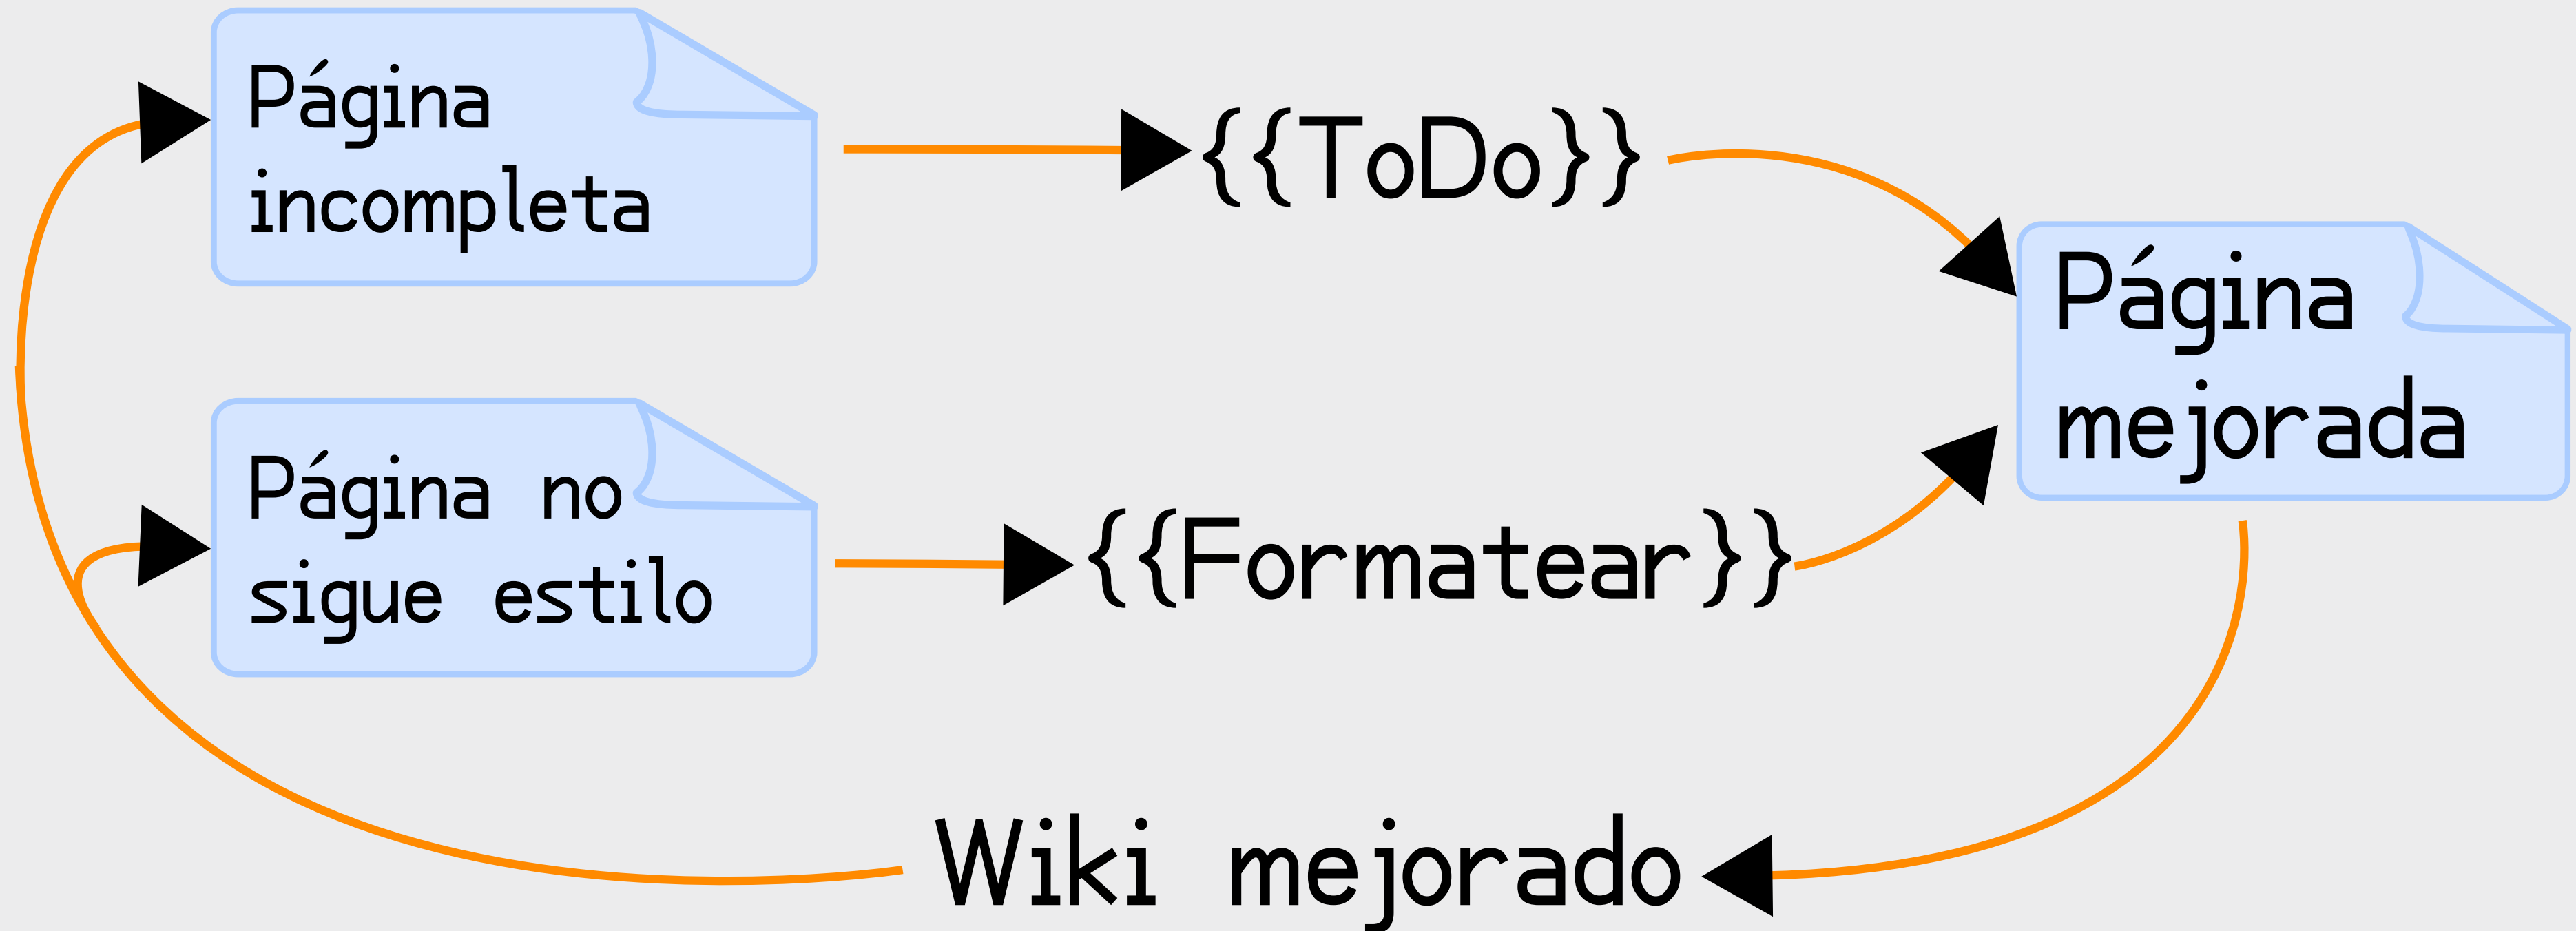 Página
incompleta
{{ToDo}}
Página
mejorada
Página no
sigue estilo
{{Formatear}}
Wiki mejorado